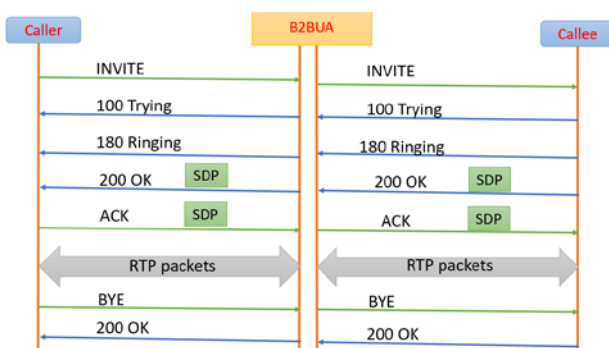 Caller
B2BUA
Callee
INVITE
INVITE
100 Trying
100 Trying
180 Ringing
180 Ringing
200 OK SDP
200 OK SDP
ACK SDP
ACK SDP
RTP packets
RTP packets
BYE
BYE
200 OK
200 OK